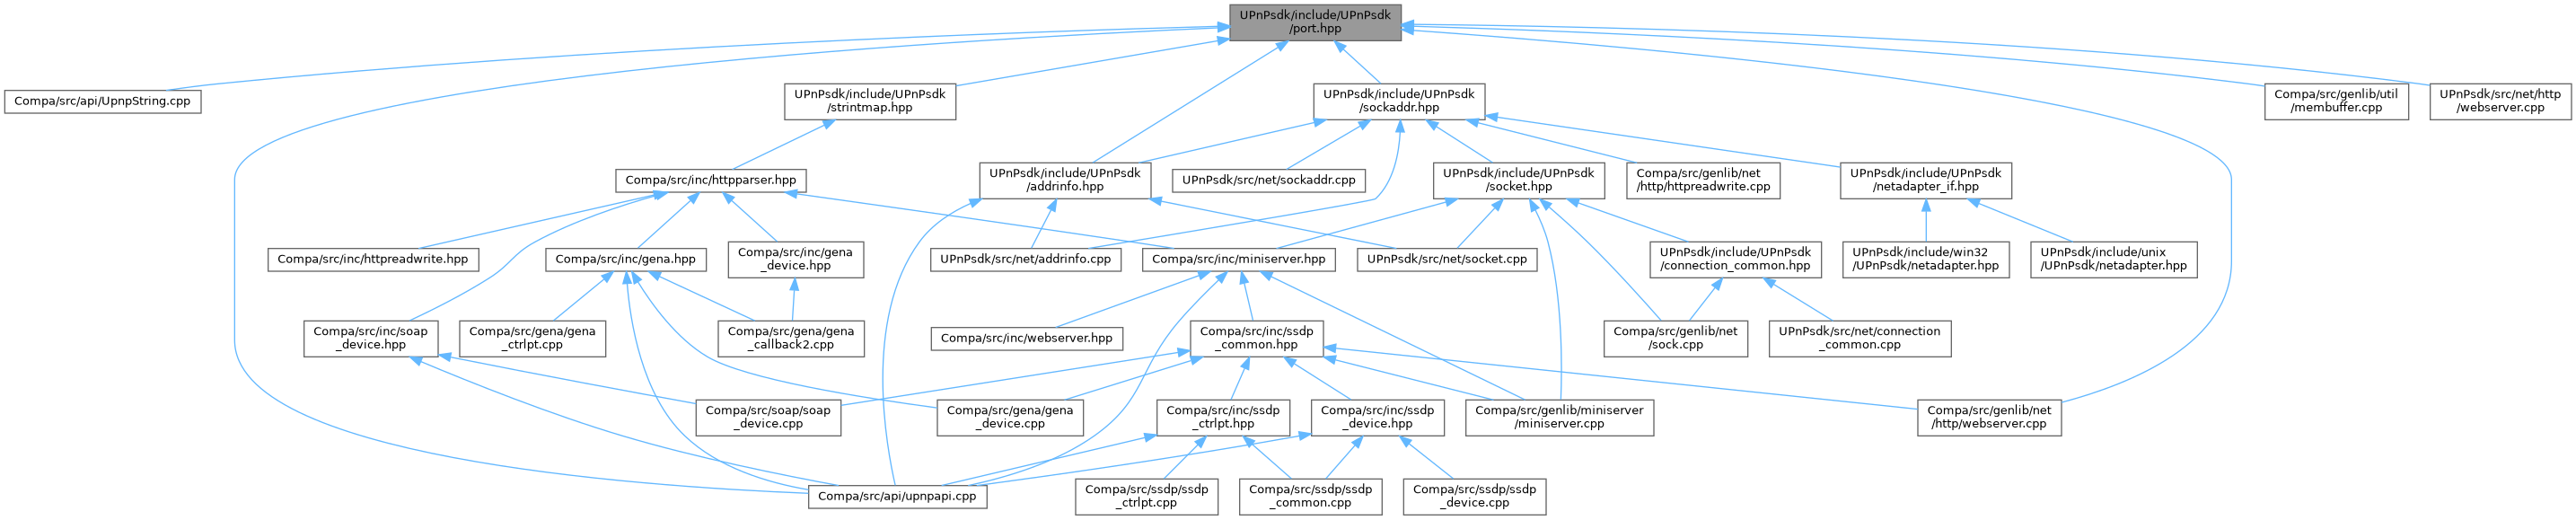 UPnPsdk/include/UPnPsdk
/port.hpp
Compa/src/api/UpnpString.cpp
UPnPsdk/include/UPnPsdk
/strintmap.hpp
UPnPsdk/include/UPnPsdk
/sockaddr.hpp
Compa/src/genlib/util
/membuffer.cpp
UPnPsdk/src/net/http
/webserver.cpp
Compa/src/inc/httpparser.hpp
UPnPsdk/include/UPnPsdk
/addrinfo.hpp
UPnPsdk/src/net/sockaddr.cpp
UPnPsdk/include/UPnPsdk
/socket.hpp
Compa/src/genlib/net
/http/httpreadwrite.cpp
UPnPsdk/include/UPnPsdk
/netadapter_if.hpp
Compa/src/inc/httpreadwrite.hpp
Compa/src/inc/gena.hpp
Compa/src/inc/gena
_device.hpp
UPnPsdk/src/net/addrinfo.cpp
Compa/src/inc/miniserver.hpp
UPnPsdk/src/net/socket.cpp
UPnPsdk/include/UPnPsdk
/connection_common.hpp
UPnPsdk/include/win32
/UPnPsdk/netadapter.hpp
UPnPsdk/include/unix
/UPnPsdk/netadapter.hpp
Compa/src/inc/soap
_device.hpp
Compa/src/gena/gena
_ctrlpt.cpp
Compa/src/gena/gena
_callback2.cpp
Compa/src/inc/webserver.hpp
Compa/src/inc/ssdp
_common.hpp
Compa/src/genlib/net
/sock.cpp
UPnPsdk/src/net/connection
_common.cpp
Compa/src/soap/soap
_device.cpp
Compa/src/gena/gena
_device.cpp
Compa/src/inc/ssdp
_ctrlpt.hpp
Compa/src/inc/ssdp
_device.hpp
Compa/src/genlib/miniserver
/miniserver.cpp
Compa/src/genlib/net
/http/webserver.cpp
Compa/src/api/upnpapi.cpp
Compa/src/ssdp/ssdp
_ctrlpt.cpp
Compa/src/ssdp/ssdp
_common.cpp
Compa/src/ssdp/ssdp
_device.cpp